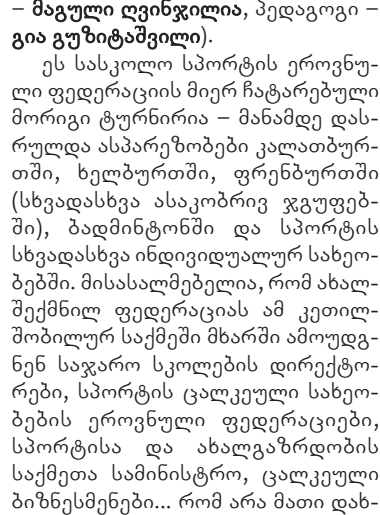 – მაგული ღვინჯილია, პედაგოგი –
გია გუზიტაშვილი).
ეს სასკოლო სპორტის ეროვნუ-
ლი ფედერაციის მიერ ჩატარებული
მორიგი ტურნირია – მანამდე დას-
რულდა ასპარეზობები კალათბურ-
თში, ხელბურთში, ფრენბურთში
(სხვადასხვა ასაკობრივ ჯგუფებ-
ში), ბადმინტონში და სპორტის
სხვადასხვა ინდივიდუალურ სახეო-
ბებში. მისასალმებელია, რომ ახალ-
შექმნილ ფედერაციას ამ კეთილ-
შობილურ საქმეში მხარში ამოუდგ-
ნენ საჯარო სკოლების დირექტო-
რები, სპორტის ცალკეული სახეო-
ბების ეროვნული ფედერაციები,
სპორტისა და ახალგაზრდობის
საქმეთა სამინისტრო, ცალკეული
ბიზნესმენები... რომ არა მათი დახ-